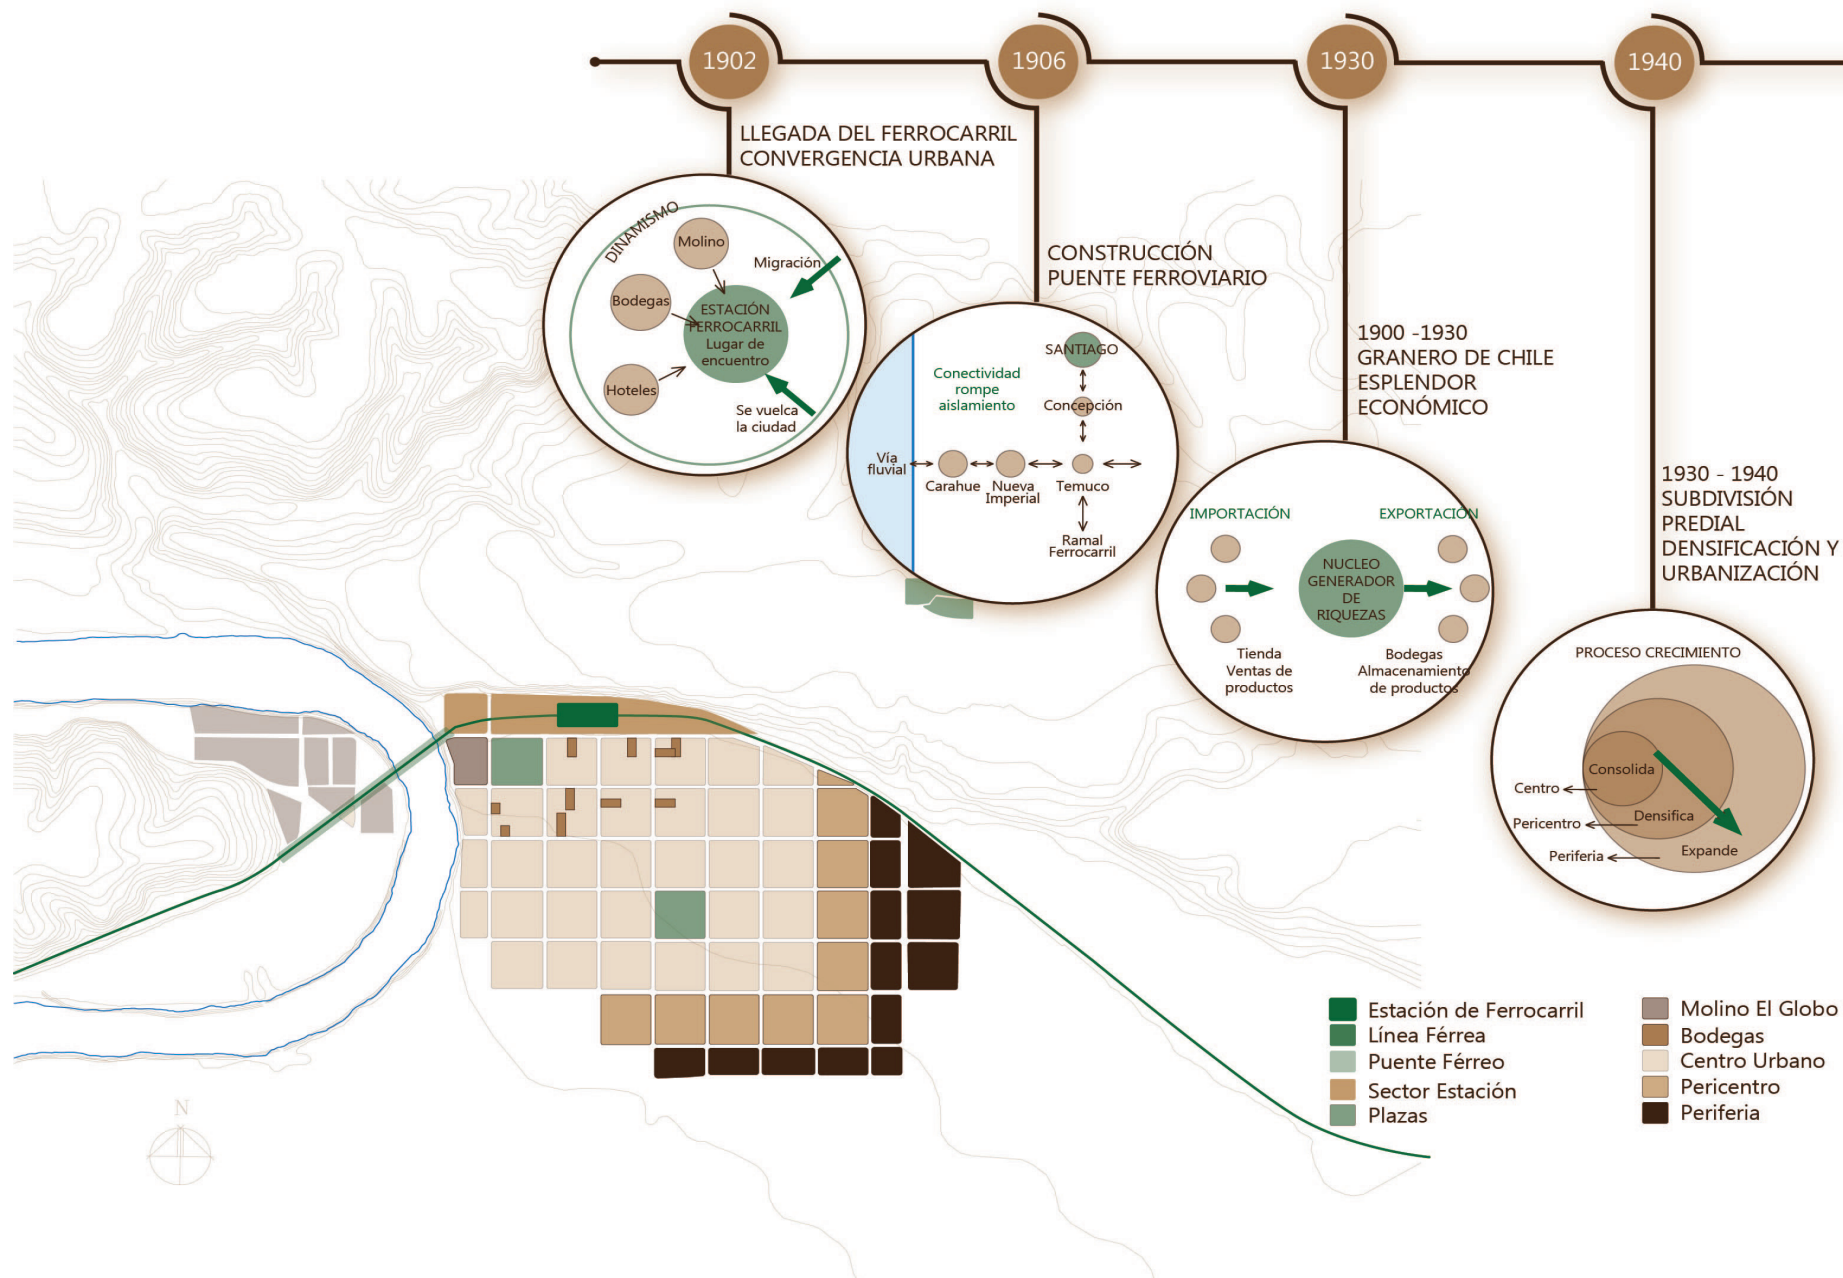 1902
1906
1930
1940
LLEGADA DEL FERROCARRIL
CONVERGENCIA URBANA
DINAMISMO
Molino
Migración
Bodegas
ESTACIÓN
FERROCARRIL
Lugar de
encuentro
Hoteles
Se vuelca
la ciudad
CONSTRUCCIÓN
PUENTE FERROVIARIO
SANTIAGO
Conectividad
rompe
aislamiento
Concepción
Vía
fluvial
Carahue
Nueva
Imperial
Temuco
Ramal
Ferrocarril
1900 -1930
GRANERO DE CHILE
ESPLENDOR
ECONÓMICO
IMPORTACIÓN
EXPORTACIÓN
NUCLEO
GENERADOR
DE
RIQUEZAS
Tienda
Ventas de
productos
Bodegas
Almacenamiento
de productos
1930 - 1940
SUBDIVISIÓN
PREDIAL
DENSIFICACIÓN Y
URBANIZACIÓN
PROCESO CRECIMIENTO
Consolida
Centro
Densifica
Pericentro
Expande
Periferia
Estación de Ferrocarril
Línea Férrea
Puente Férreo
Sector Estación
Plazas
Molino El Globo
Bodegas
Centro Urbano
Pericentro
Periferia
N